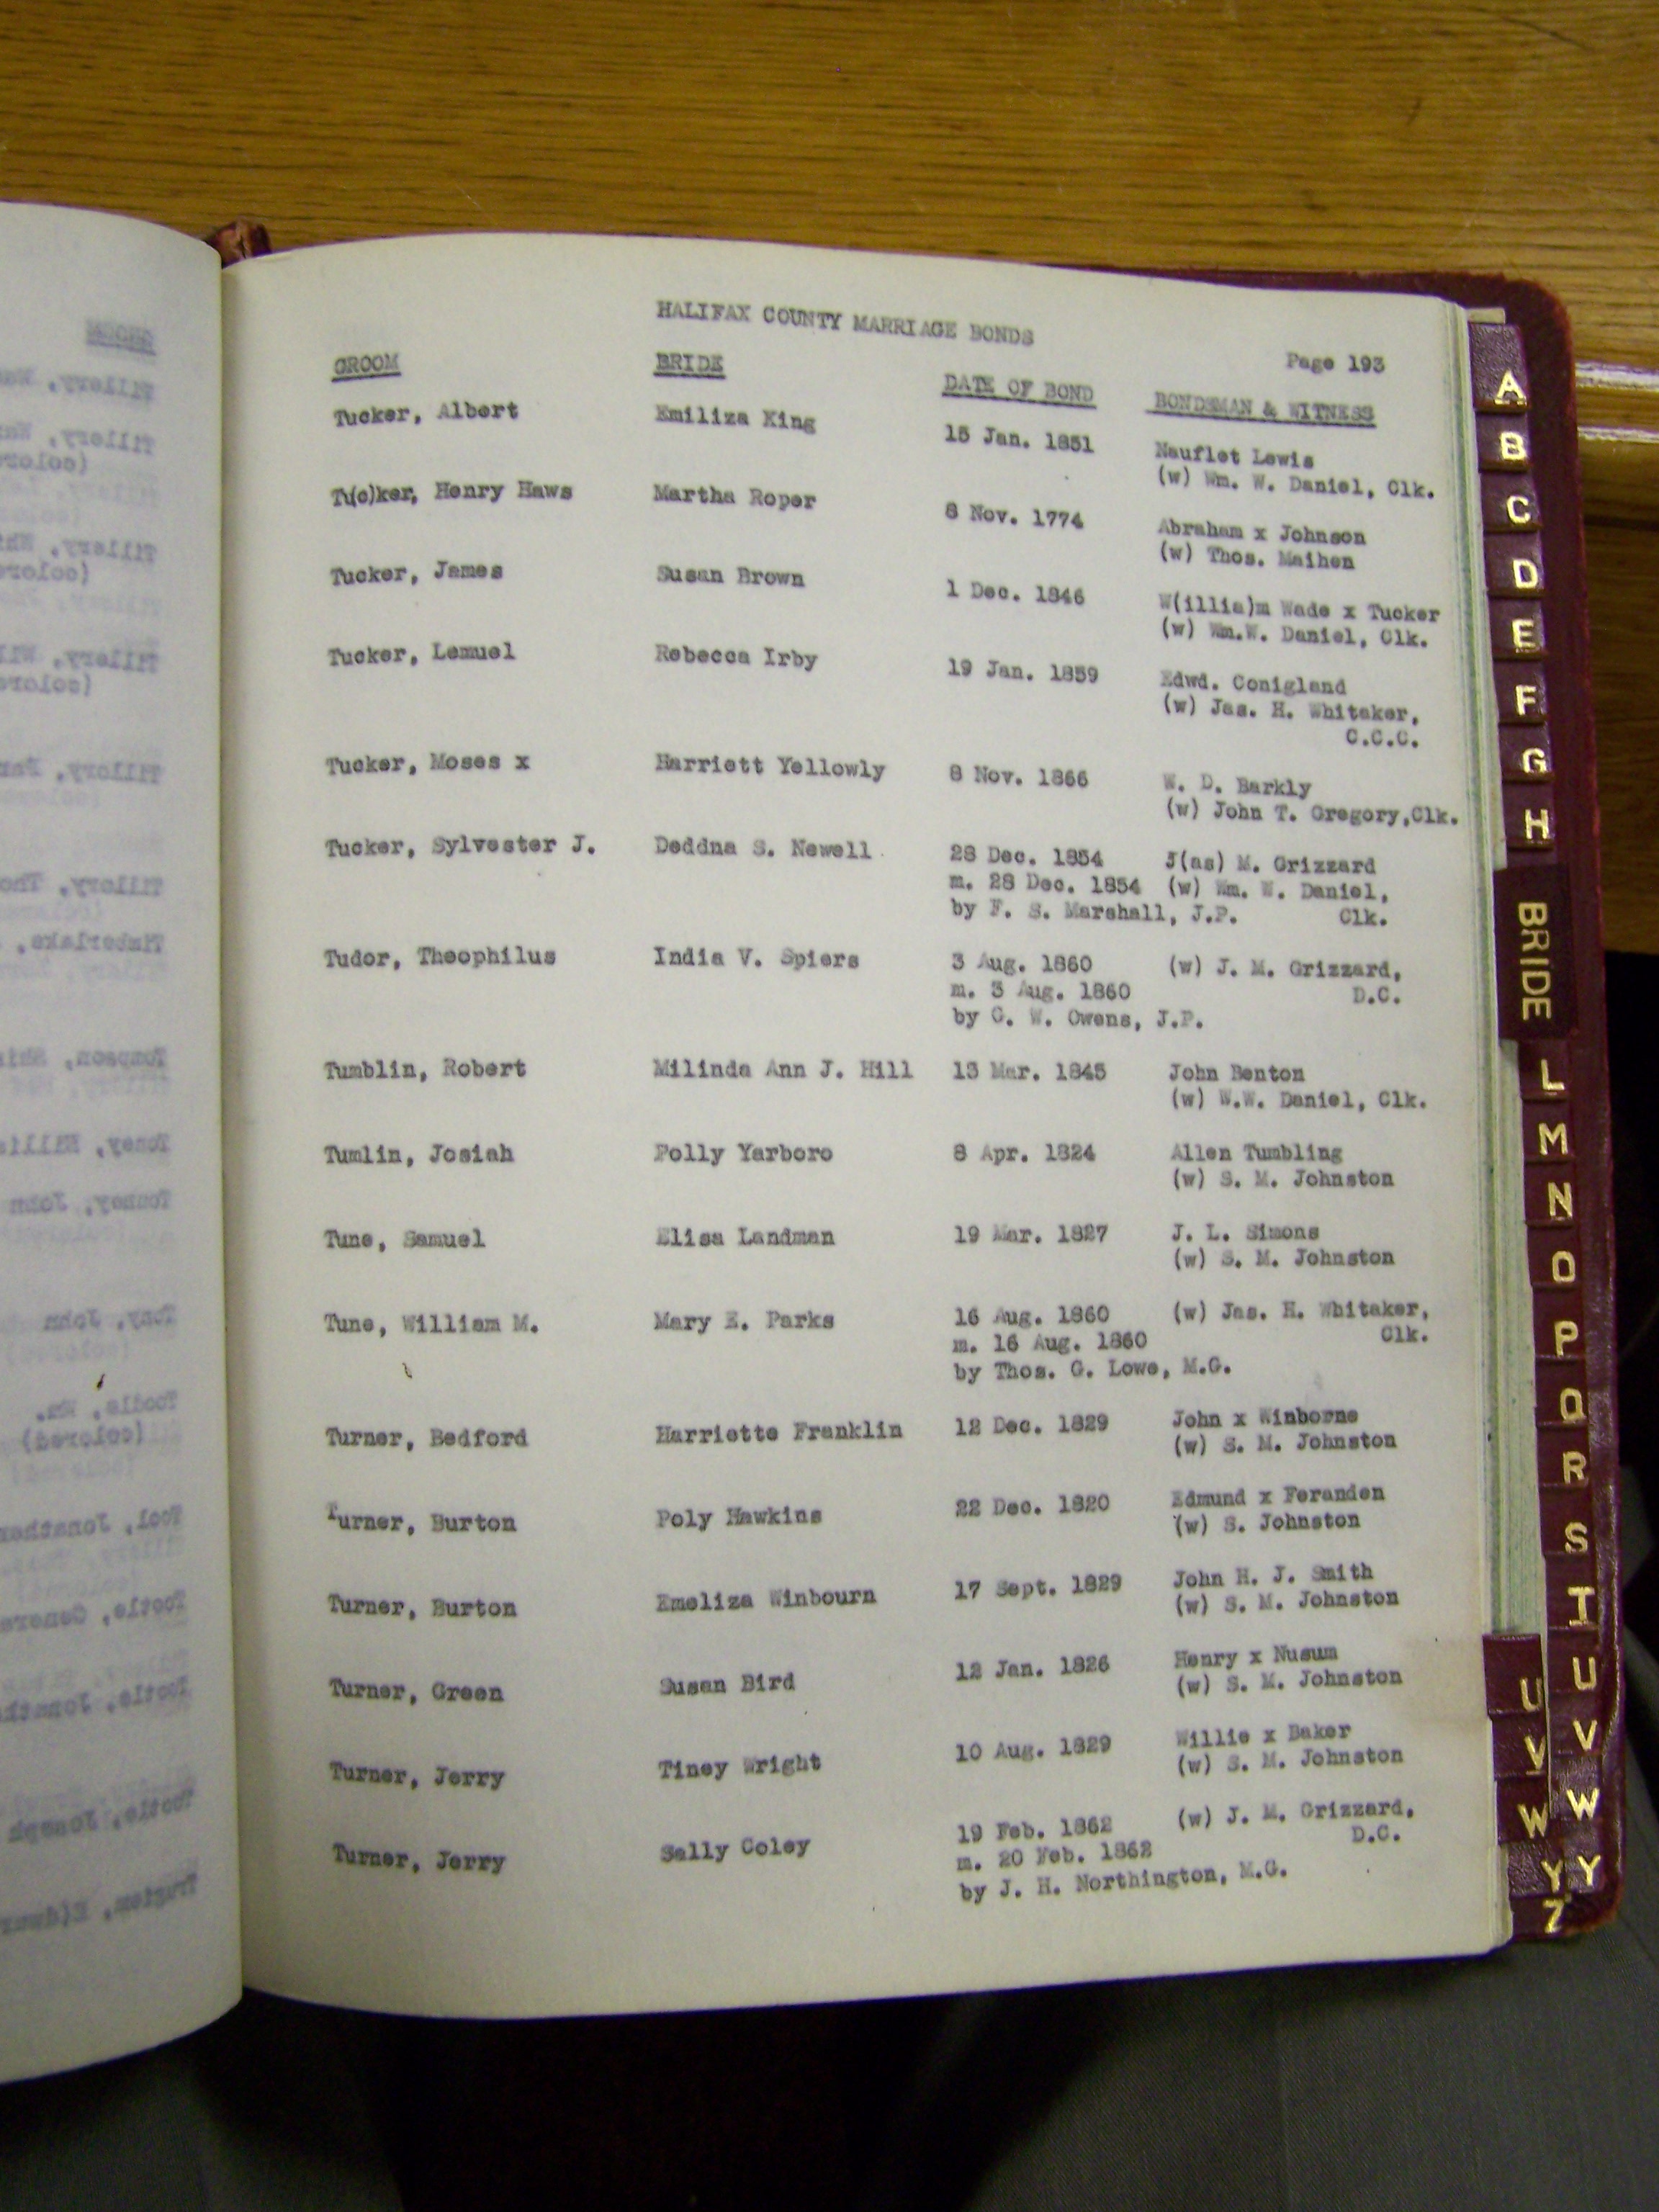 HALIFAX COUNTY MARRIAGE BONDS
Page 193
GROOM BRIDE DATE OF BOND BONDSMAN & WITNESS
Tucker, Albert Emiliza King 15 Jan. 1851 Nauflet Lewis
(w) Wm. W. Daniel, Clk.
Tu(c)ker, Henry Haws Martha Roper 8 Nov. 1774 Abraham x Johnson
(w) Thos. Maihen
Tucker, James Susan Brown 1 Dec. 1846 W(illia)m Wade x Tucker
(w) Wm.W. Daniel, Clk.
Tucker, Lemuel Rebecca Irby 19 Jan. 1859 Edwd. Conigland
(w) Jas. H. Whitaker,
C.C.C.
Tucker, Moses x Harriett Yellowly 8 Nov. 1866 W. D. Barkly
(w) John T. Gregory,Clk.
Tucker, Sylvester J. Deddna S. Newell 28 Dec. 1854 J(as) M. Grizzard
m. 28 Dec. 1854 (w) Wm. W. Daniel,
by F. S. Marshall, J.P. Clk.
Tudor, Theophilus India V. Spiers 3 Aug. 1860 (w) J. M. Grizzard,
m. 3 Aug. 1860 D.C.
by C. W. Owens, J.P.
Tumblin, Robert Milinda Ann J. Hill 13 Mar. 1845 John Benton
(w) W.W. Daniel, Clk.
Tumlin, Josiah Polly Yarboro 8 Apr. 1824 Allen Tumbling
(w) S. M. Johnston
Tune, Samuel Elisa Landman 19 Mar. 1827 J. L. Simons
(w) S. M. Johnston
Tune, William M. Mary E. Parks 16 Aug. 1860 (w) Jas. H. Whitaker,
m. 16 Aug. 1860 Clk.
by Thos. G. Lowe, M.G.
Turner, Bedford Harriette Franklin 12 Dec. 1829 John x Winborne
(w) S. M. Johnston
Turner, Burton Poly Hawkins 22 Dec. 1820 Edmund x Feranden
(w) S. Johnston
Turner, Burton Emeliza Winbourn 17 Sept. 1829 John H. J. Smith
(w) S. M. Johnston
Turner, Green Susan Bird 12 Jan. 1826 Henry x Nusum
(w) S. M. Johnston
Turner, Jerry Tiney Wright 10 Aug. 1829 Willie x Baker
(w) S. M. Johnston
Turner, Jerry Sally Coley 19 Feb. 1862 (w) J. M. Grizzard,
m. 20 Feb. 1862 D.C.
by J. H. Northington, M.G.
A
B
C
D
E
F
G
H
BRIDE
L
M
N
O
P
Q
R
S
T
U U
V V
W W
Y Y
Z